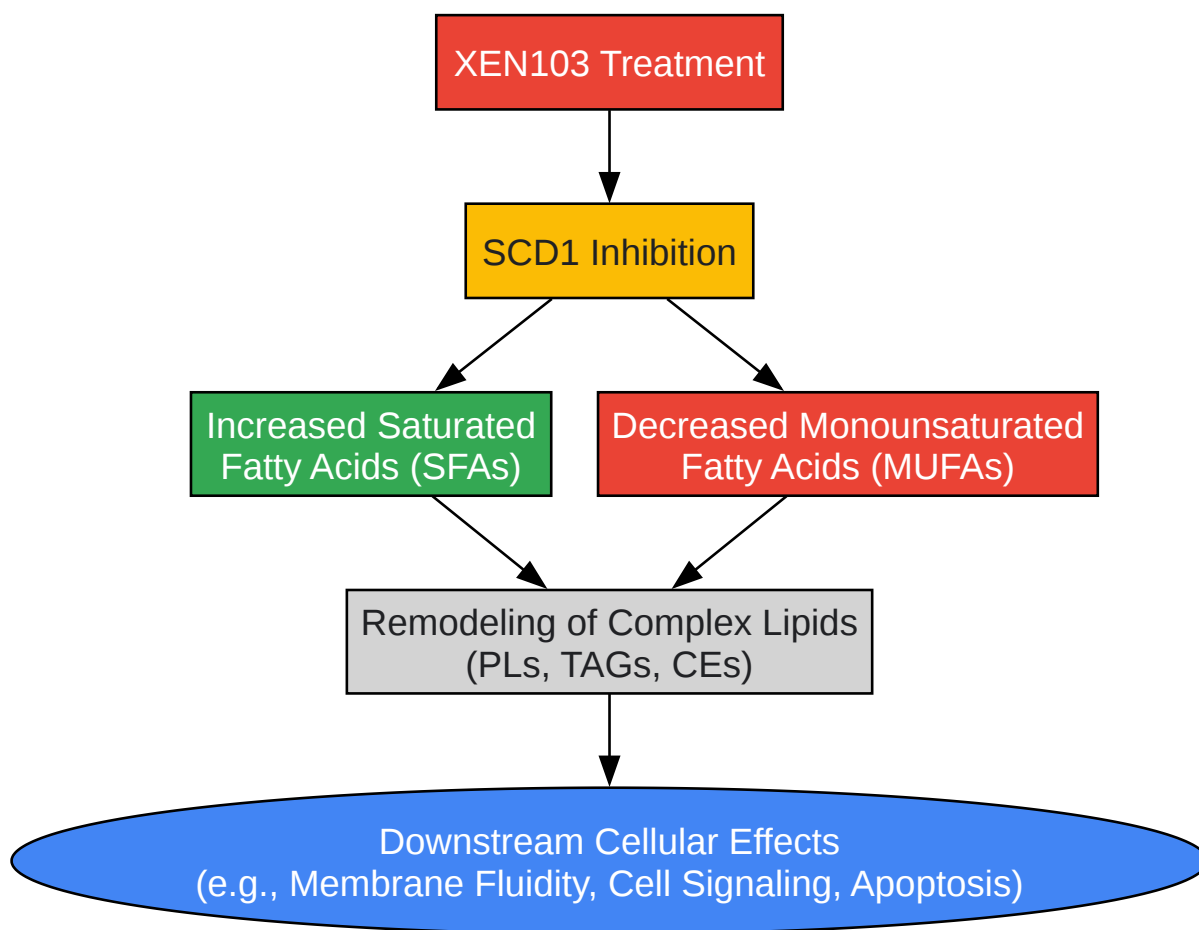 XEN103 Treatment
SCD1 Inhibition
Increased Saturated
Fatty Acids (SFAs)
Decreased Monounsaturated
Fatty Acids (MUFAs)
Remodeling of Complex Lipids
(PLs, TAGs, CEs)
Downstream Cellular Effects
(e.g., Membrane Fluidity, Cell Signaling, Apoptosis)